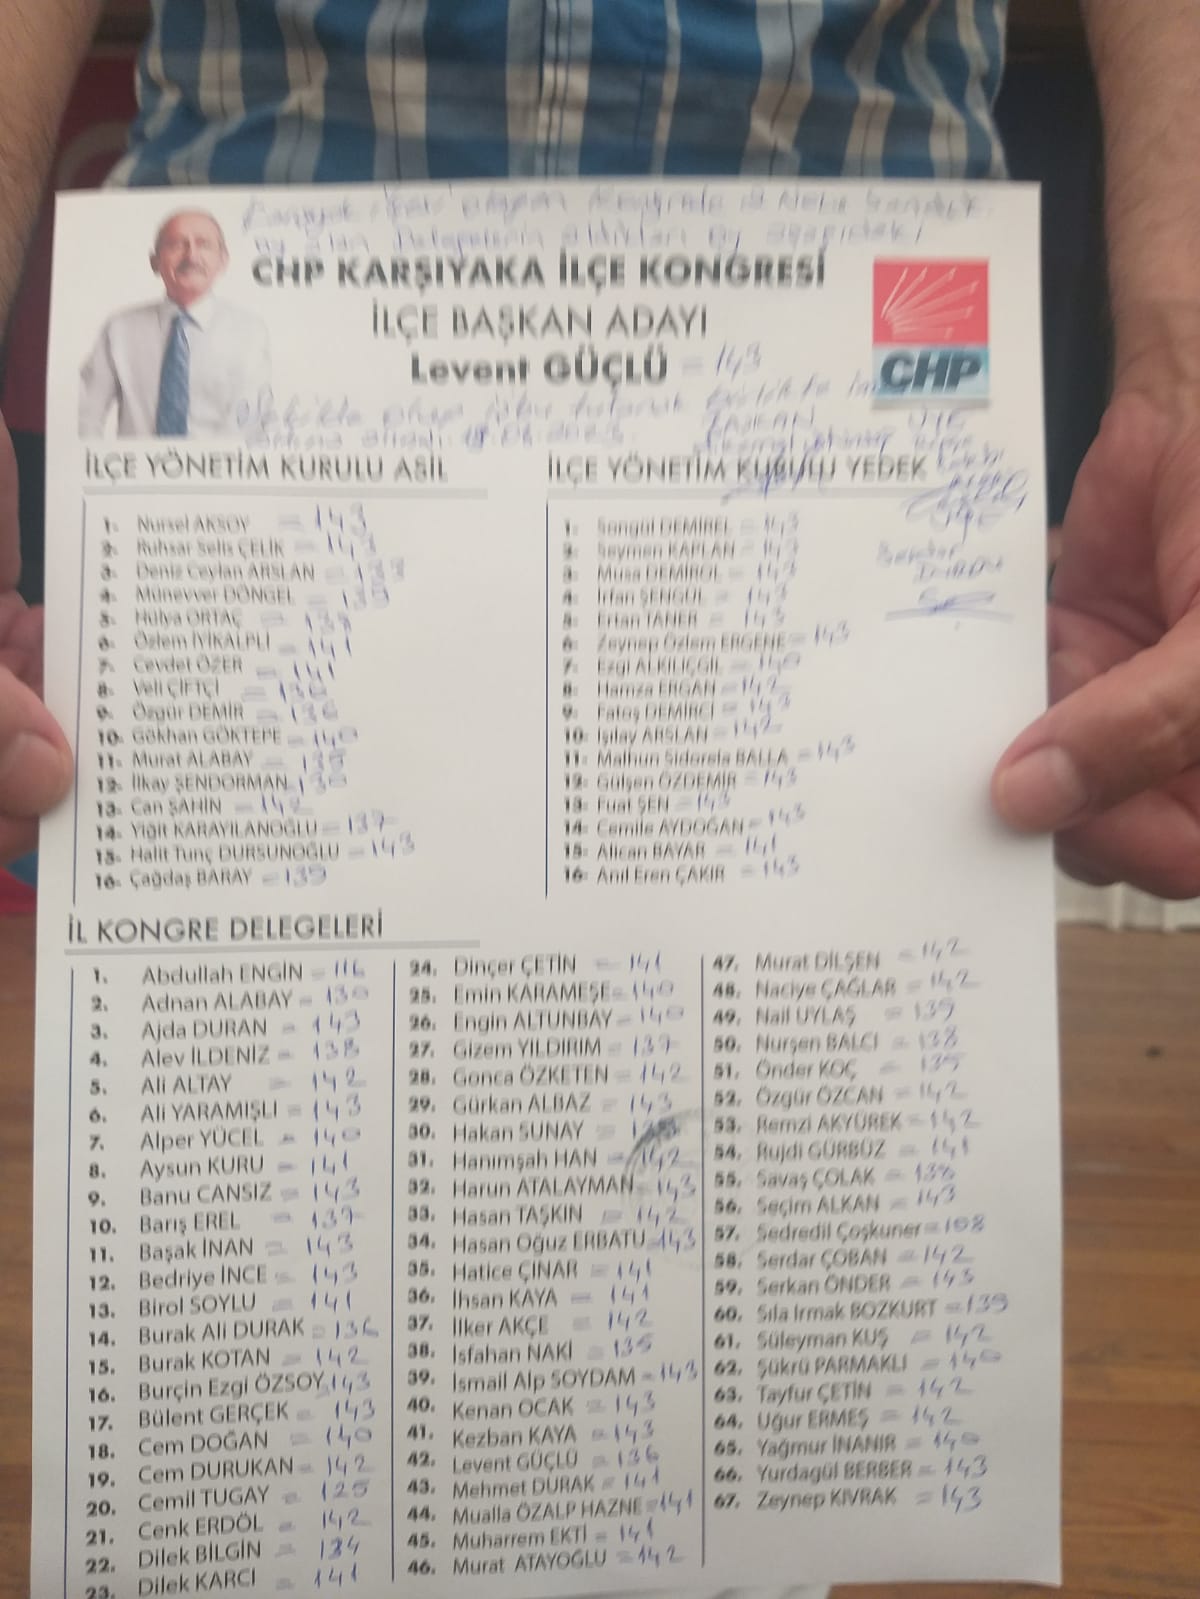 CHP KARŞIYAKA İLÇE KONGRESİ
İLÇE BAŞKAN ADAYI
Levent GÜÇLÜ = 143
CHP
İLÇE YÖNETİM KURULU ASİL
1- Nursel AKSOY = 143
2- Ruhsar Selis ÇELİK = 143
3- Deniz Ceylan ARSLAN
4- Münevver DÖNGEL
5- Hülya ORTAÇ
6- Özlem İYİKALPLİ = 141
7- Cevdet ÖZER = 141
8- Veli ÇİFTÇİ
9- Özgür DEMİR = 136
10- Gökhan GÖKTEPE = 140
11- Murat ALABAY
12- İlkay ŞENDORMAN
13- Can ŞAHİN = 142
14- Yiğit KARAYILANOĞLU = 137
15- Halit Tunç DURSUNOĞLU = 143
16- Çağdaş BARAY = 139
İLÇE YÖNETİM KURULU YEDEK
1- Songül DEMİREL = 143
2- Seymen KAPLAN = 143
3- Musa DEMİROL = 143
4- İrfan ŞENGÜL = 143
5- Ertan TANER = 143
6- Zeynep Özlem ERGENE = 143
7- Ezgi ALKILIÇGİL = 140
8- Hamza ERGAN = 142
9- Fatoş DEMİRCİ = 143
10- Işılay ARSLAN = 142
11- Malhun Sidorela BALLA = 143
12- Gülşen ÖZDEMİR = 143
13- Fuat ŞEN = 143
14- Cemile AYDOĞAN = 143
15- Alican BAYAR = 141
16- Anıl Eren ÇAKIR = 143
İL KONGRE DELEGELERİ
1. Abdullah ENGİN = 116
2. Adnan ALABAY = 130
3. Ajda DURAN = 143
4. Alev İLDENİZ = 138
5. Ali ALTAY = 142
6. Ali YARAMIŞLI = 143
7. Alper YÜCEL = 140
8. Aysun KURU = 141
9. Banu CANSIZ = 143
10. Barış EREL = 137
11. Başak İNAN = 143
12. Bedriye İNCE = 143
13. Birol SOYLU = 141
14. Burak Ali DURAK = 136
15. Burak KOTAN = 142
16. Burçin Ezgi ÖZSOY = 143
17. Bülent GERÇEK = 143
18. Cem DOĞAN = 140
19. Cem DURUKAN = 142
20. Cemil TUGAY = 125
21. Cenk ERDÖL = 142
22. Dilek BİLGİN = 134
23. Dilek KARCI = 141
24. Dinçer ÇETİN = 141
25. Emin KARAMEŞE = 140
26. Engin ALTUNBAY = 140
27. Gizem YILDIRIM = 137
28. Gonca ÖZKETEN = 142
29. Gürkan ALBAZ = 143
30. Hakan SUNAY =
31. Hanımşah HAN = 142
32. Harun ATALAYMAN = 143
33. Hasan TAŞKIN = 142
34. Hasan Oğuz ERBATU = 143
35. Hatice ÇINAR = 141
36. İhsan KAYA = 141
37. İlker AKÇE = 142
38. İsfahan NAKİ = 135
39. İsmail Alp SOYDAM = 143
40. Kenan OCAK = 143
41. Kezban KAYA = 143
42. Levent GÜÇLÜ = 136
43. Mehmet DURAK = 141
44. Mualla ÖZALP HAZNE = 141
45. Muharrem EKTİ = 141
46. Murat ATAYOĞLU = 142
47. Murat DİLŞEN = 142
48. Naciye ÇAĞLAR = 142
49. Nail UYLAŞ = 139
50. Nurşen BALCI = 138
51. Önder KOÇ = 135
52. Özgür ÖZCAN = 142
53. Remzi AKYÜREK = 142
54. Rujdi GÜRBÜZ = 141
55. Savaş ÇOLAK = 138
56. Seçim ALKAN = 143
57. Sedredil Çoşkuner = 108
58. Serdar ÇOBAN = 142
59. Serkan ÖNDER = 143
60. Sıla Irmak BOZKURT = 139
61. Süleyman KUŞ = 142
62. Şükrü PARMAKLI = 140
63. Tayfur ÇETİN = 142
64. Uğur ERMEŞ = 142
65. Yağmur İNANIR = 140
66. Yurdagül BERBER = 143
67. Zeynep KIVRAK = 143